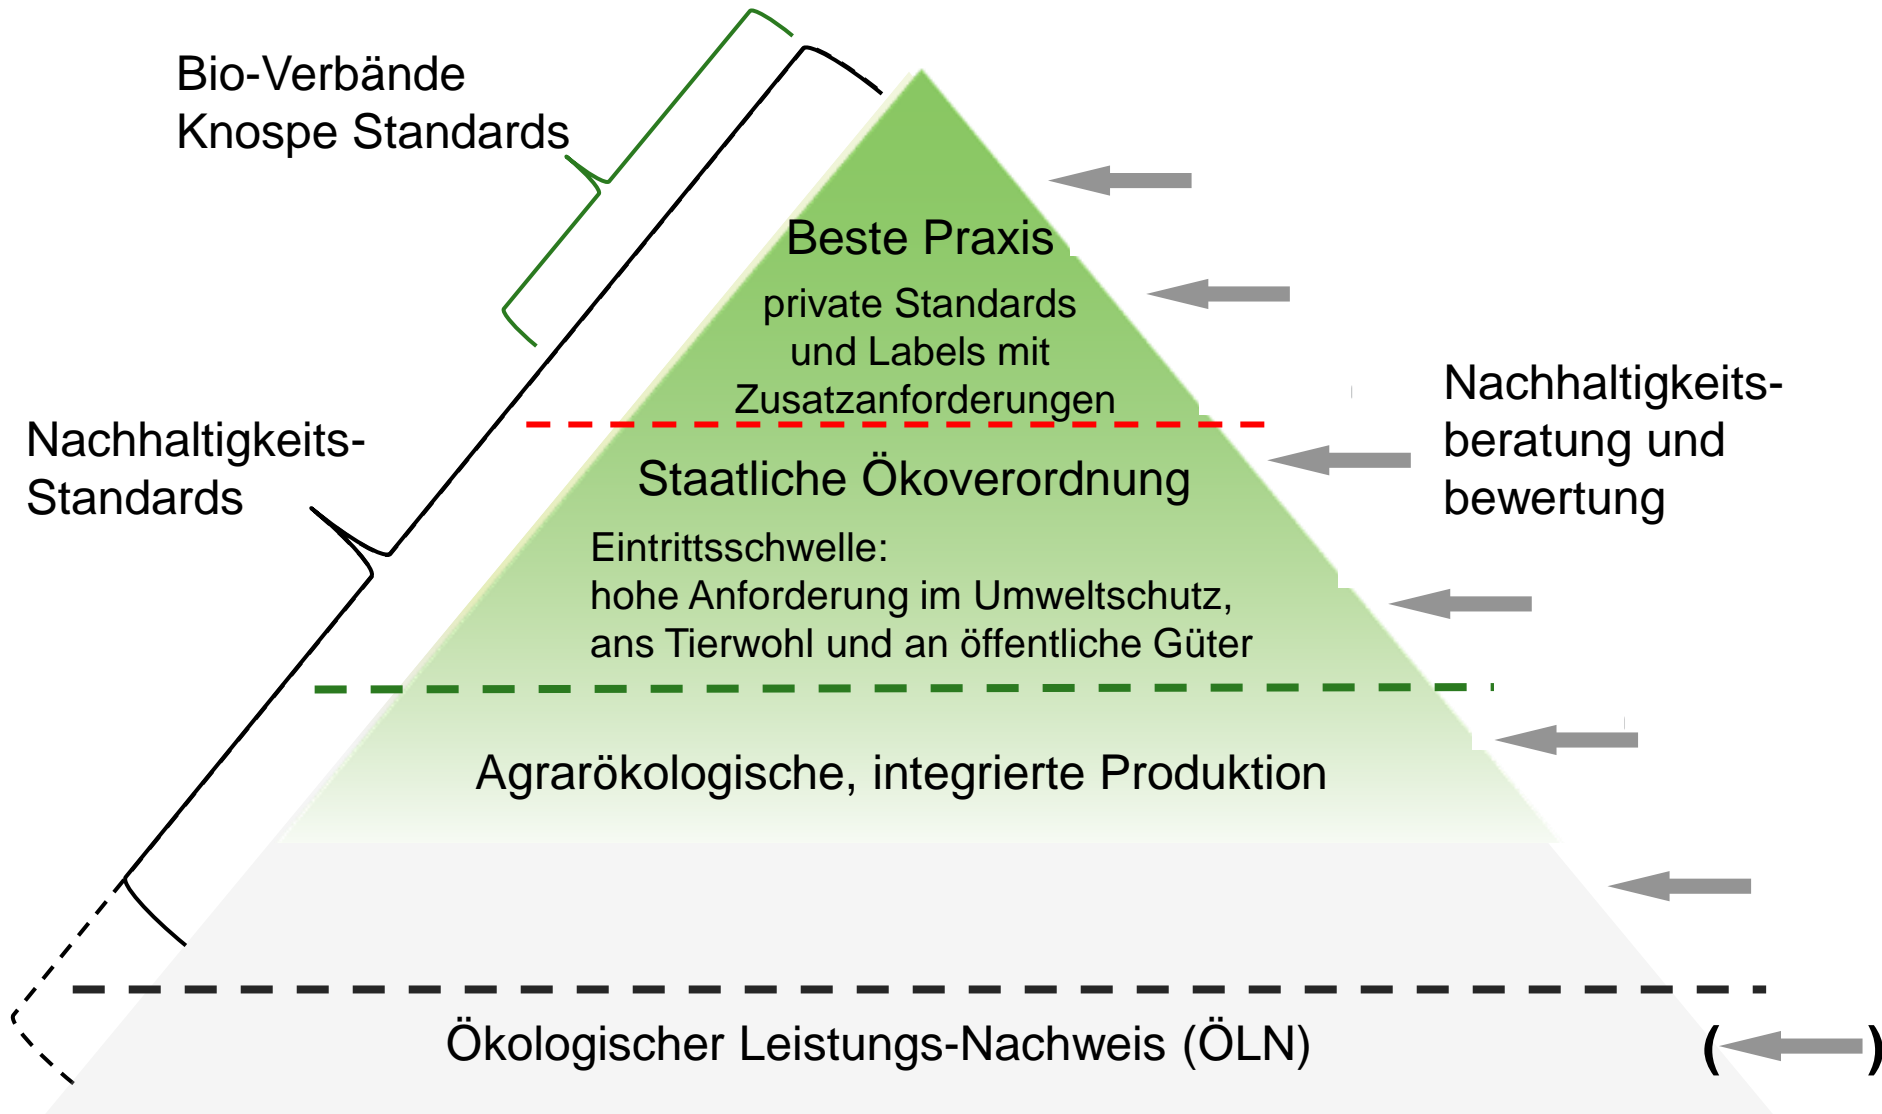 Bio-Verbände
Knospe Standards
Beste Praxis
private Standards
und Labels mit
Zusatzanforderungen
Nachhaltigkeits-
Standards
Nachhaltigkeits-
beratung und
bewertung
Staatliche Ökoverordnung
Eintrittsschwelle:
hohe Anforderung im Umweltschutz,
ans Tierwohl und an öffentliche Güter
Agrarökologische, integrierte Produktion
Ökologischer Leistungs-Nachweis (ÖLN)
( )